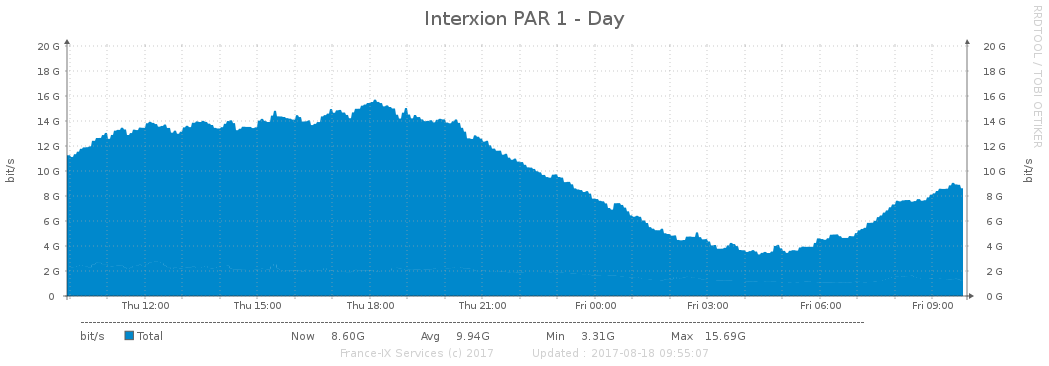 Interxion PAR 1 - Day
RRDTOOL / TOBI OETIKER
20 G 20 G
18 G 18 G
16 G 16 G
14 G 14 G
12 G 12 G
10 G 10 G
8 G 8 G
6 G 6 G
4 G 4 G
2 G 2 G
0 0 G
bit/s bit/s
Thu 12:00 Thu 15:00 Thu 18:00 Thu 21:00 Fri 00:00 Fri 03:00 Fri 06:00 Fri 09:00
bit/s Total Now 8.60G Avg 9.94G Min 3.31G Max 15.69G
France-IX Services (c) 2017 Updated : 2017-08-18 09:55:07